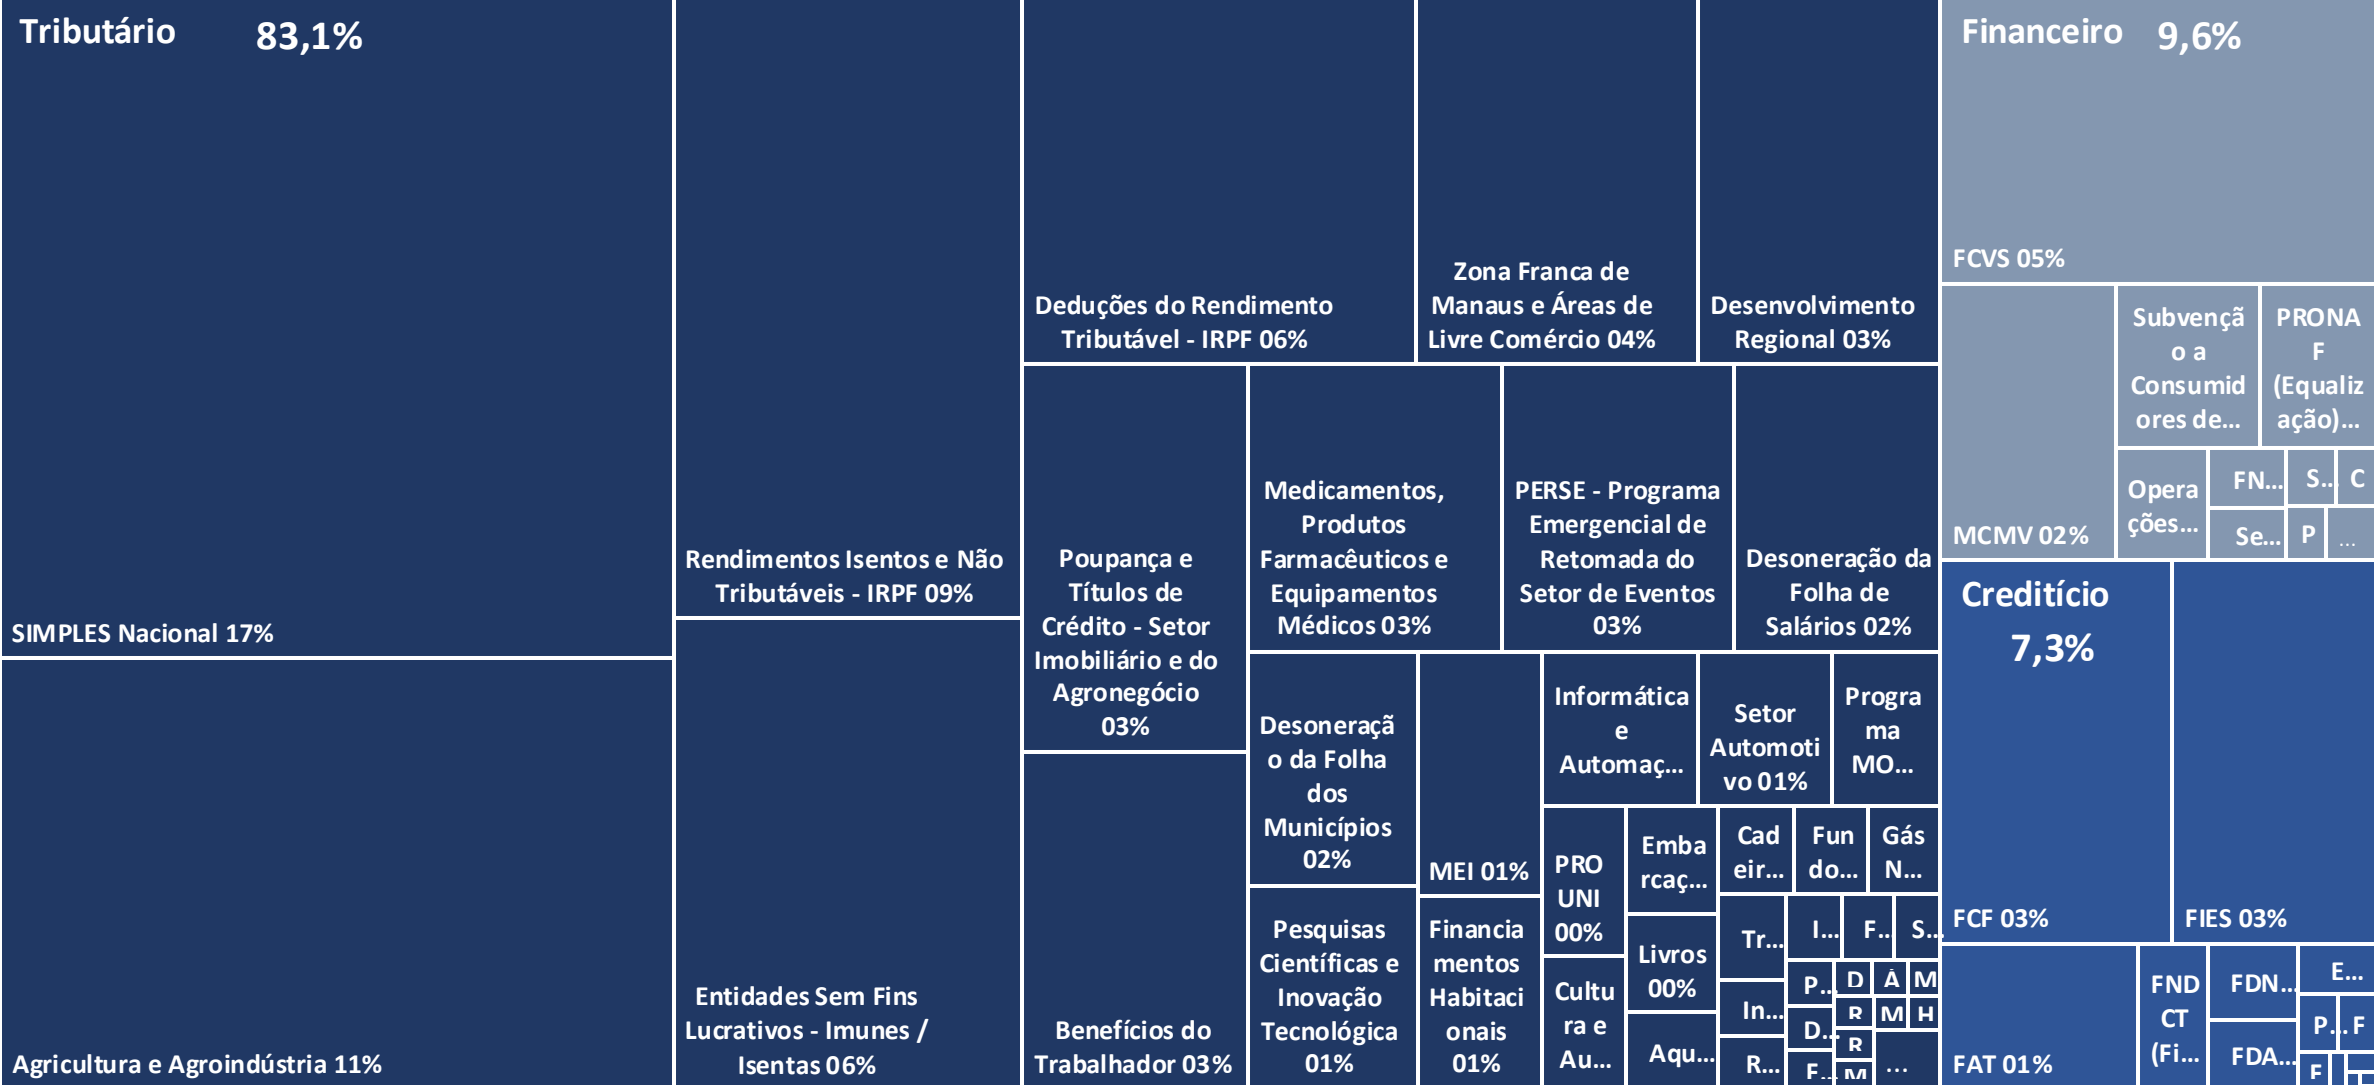 Tributário 83,1%
SIMPLES Nacional 17%
Agricultura e Agroindústria 11%
Rendimentos Isentos e Não
Tributáveis - IRPF 09%
Entidades Sem Fins
Lucrativos - Imunes /
Isentas 06%
Deduções do Rendimento
Tributável - IRPF 06%
Zona Franca de
Manaus e Áreas de
Livre Comércio 04%
Desenvolvimento
Regional 03%
Poupança e
Títulos de
Crédito - Setor
Imobiliário e do
Agronegócio
03%
Benefícios do
Trabalhador 03%
Medicamentos,
Produtos
Farmacêuticos e
Equipamentos
Médicos 03%
PERSE - Programa
Emergencial de
Retomada do
Setor de Eventos
03%
Desoneração da
Folha de
Salários 02%
Desoneraçã
o da Folha
dos
Municípios
02%
Pesquisas
Científicas e
Inovação
Tecnológica
01%
MEI 01%
Financia
mentos
Habitaci
onais
01%
Informática
e
Automaç...
Setor
Automoti
vo 01%
Progra
ma
MO...
PRO
UNI
00%
Cultu
ra e
Au...
Emba
rcaç...
Livros
00%
Aqu...
Cad
eir...
Fun
do...
Gás
N...
Tr...
In...
R...
I...
F...
S...
P...
D...
F...
D
Á
M
R
M
H
R
M
...
Financeiro 9,6%
FCVS 05%
MCMV 02%
Subvençã
o a
Consumid
ores de...
PRONA
F
(Equaliz
ação)...
Opera
ções...
FN...
Se...
S...
C
P
...
Creditício
7,3%
FCF 03%
FIES 03%
FAT 01%
FND
CT
(Fi...
FDN...
FDA...
E...
P...
F
F